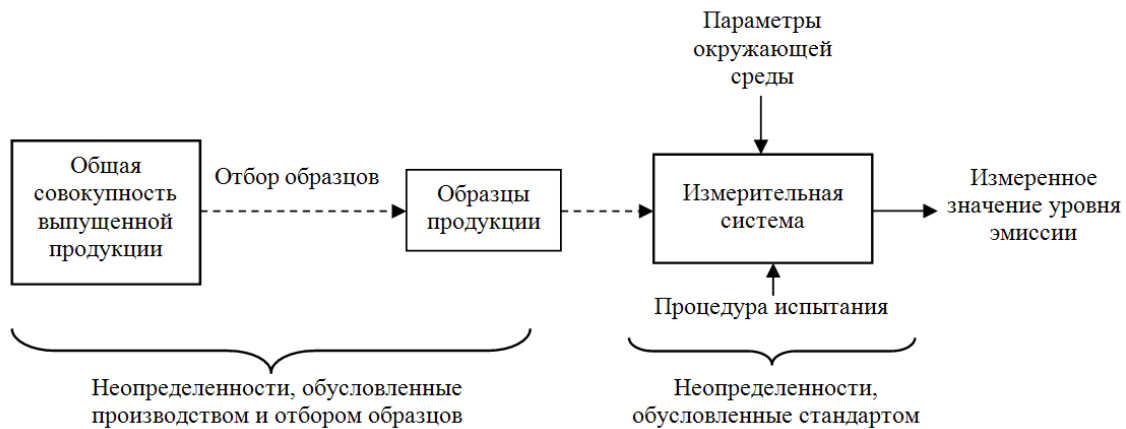 Параметры
окружающей
среды
Общая
совокупность
выпущенной
продукции
Отбор образцов
Образцы
продукции
Измерительная
система
Измеренное
значение уровня
эмиссии
Процедура испытания
Неопределенности, обусловленные
производством и отбором образцов
Неопределенности,
обусловленные стандартом